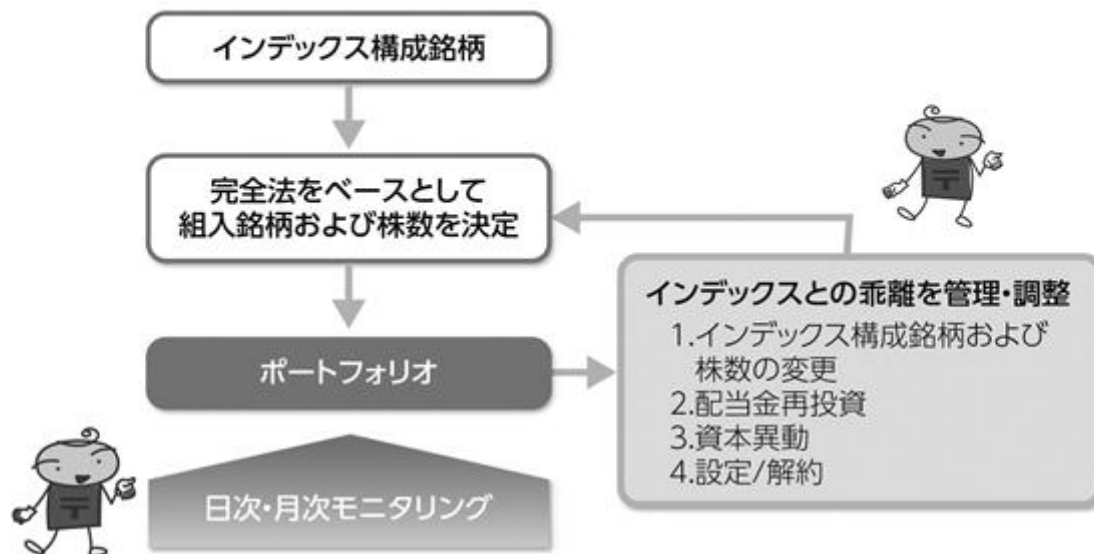 インデックス構成銘柄
完全法をベースとして
組入銘柄および株数を決定
インデックスとの乖離を管理・調整
1.インデックス構成銘柄および
株数の変更
2.配当金再投資
3.資本異動
4.設定/解約
ポートフォリオ
日次・月次モニタリング
〒
〒